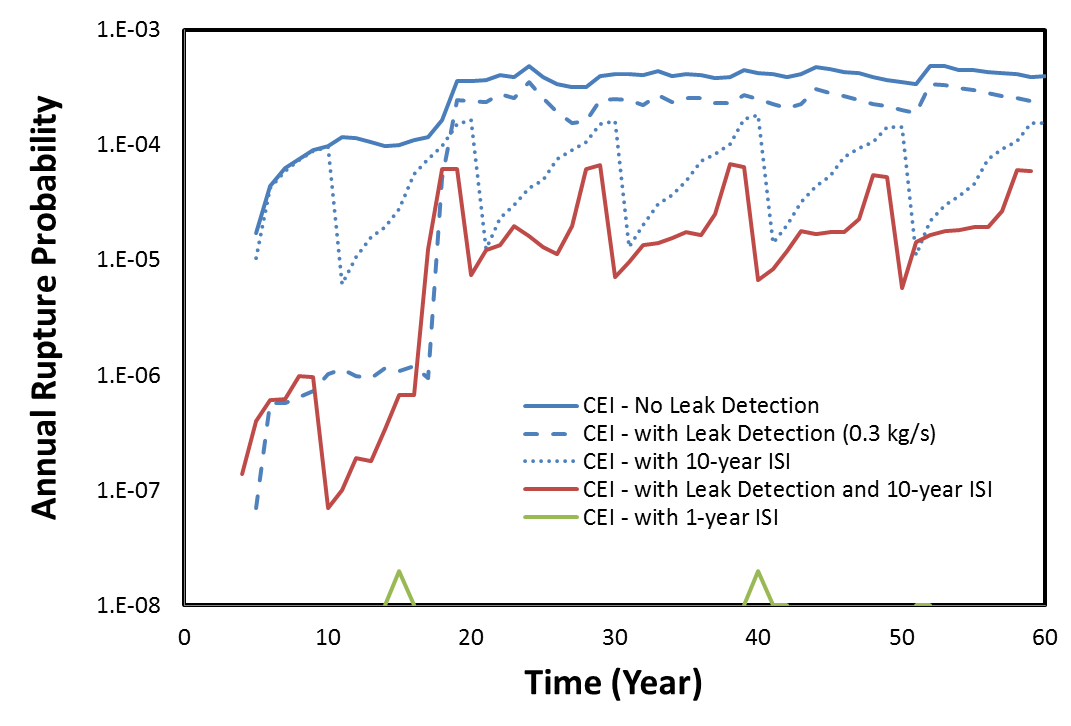 1.E-03
1.E-04
1.E-05
1.E-06
1.E-07
1.E-08
Annual Rupture Probability
CEI - No Leak Detection
CEI - with Leak Detection (0.3 kg/s)
CEI - with 10-year ISI
CEI - with Leak Detection and 10-year ISI
CEI - with 1-year ISI
0 10 20 30 40 50 60
Time (Year)